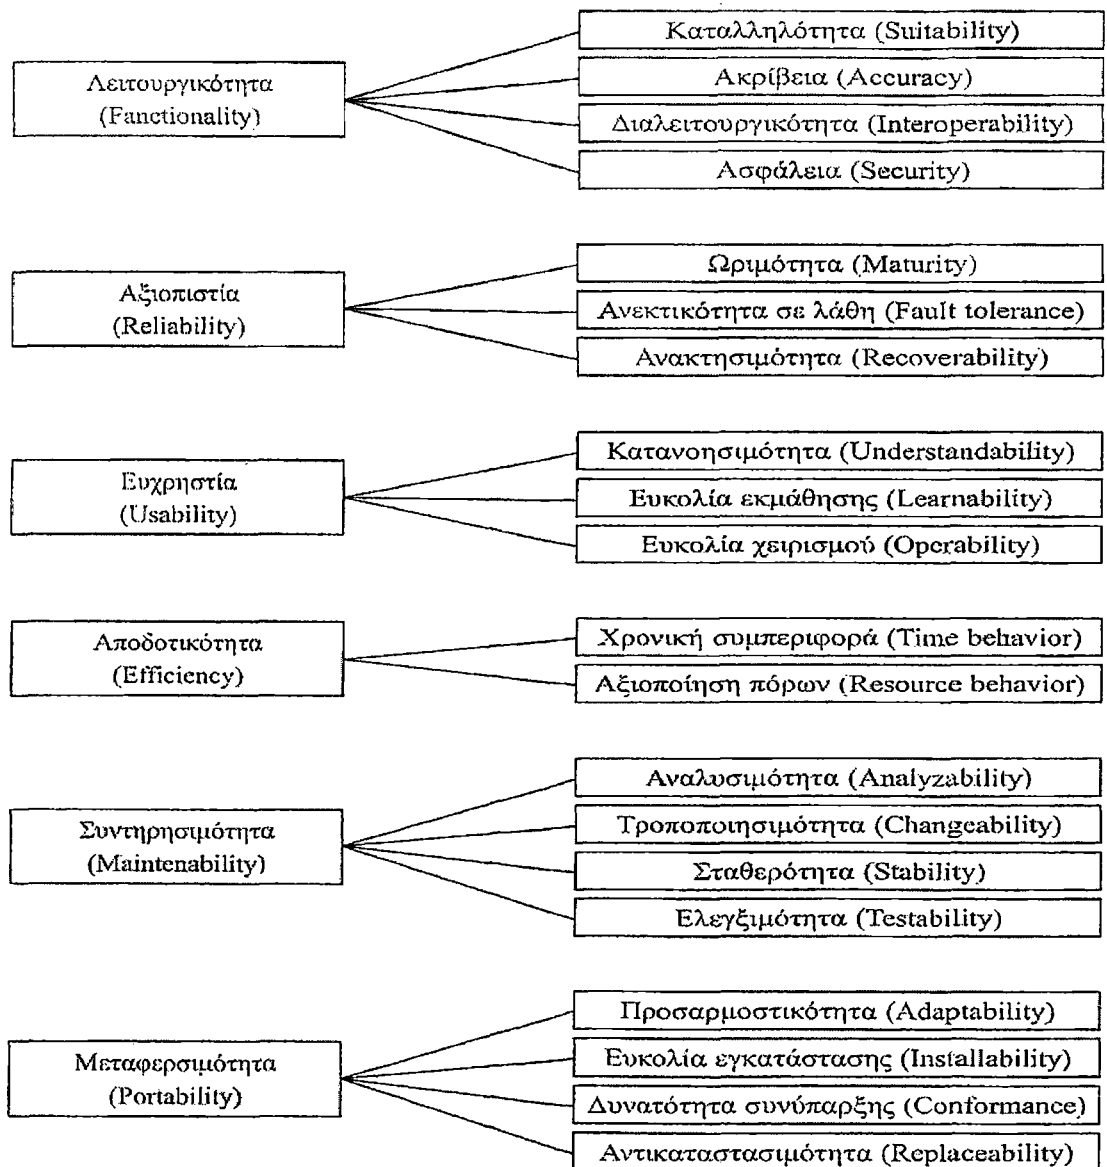 Λειτουργικότητα
(Fanctionality)
Καταλληλότητα (Suitability)
Ακρίβεια (Accuracy)
Διαλειτουργικότητα (Interoperability)
Ασφάλεια (Security)
Αξιοπιστία
(Reliability)
Ωριμότητα (Maturity)
Ανεκτικότητα σε λάθη (Fault tolerance)
Ανακτησιμότητα (Recoverability)
Ευχρηστία
(Usability)
Κατανοησιμότητα (Understandability)
Ευκολία εκμάθησης (Learnability)
Ευκολία χειρισμού (Operability)
Αποδοτικότητα
(Efficiency)
Χρονική συμπεριφορά (Time behavior)
Αξιοποίηση πόρων (Resource behavior)
Συντηρησιμότητα
(Maintenability)
Αναλυσιμότητα (Analyzability)
Τροποποιησιμότητα (Changeability)
Σταθερότητα (Stability)
Ελεγξιμότητα (Testability)
Μεταφερσιμότητα
(Portability)
Προσαρμοστικότητα (Adaptability)
Ευκολία εγκατάστασης (Installability)
Δυνατότητα συνύπαρξης (Conformance)
Αντικαταστασιμότητα (Replaceability)